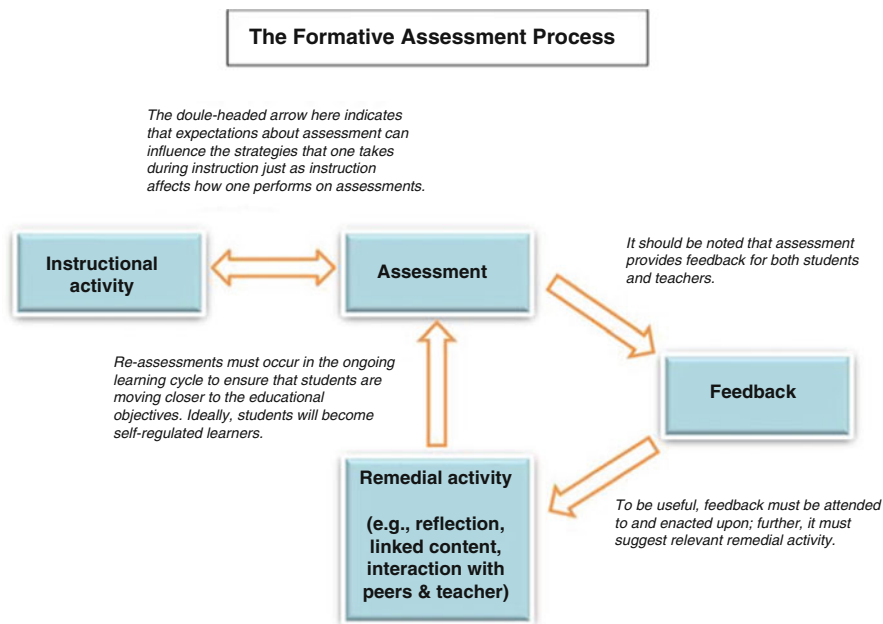 The Formative Assessment Process
The doule-headed arrow here indicates
that expectations about assessment can
influence the strategies that one takes
during instruction just as instruction
affects how one performs on assessments.
Instructional
activity
Assessment
It should be noted that assessment
provides feedback for both students
and teachers.
Re-assessments must occur in the ongoing
learning cycle to ensure that students are
moving closer to the educational
objectives. Ideally, students will become
self-regulated learners.
Feedback
Remedial activity
(e.g., reflection,
linked content,
interaction with
peers & teacher)
To be useful, feedback must be attended
to and enacted upon; further, it must
suggest relevant remedial activity.